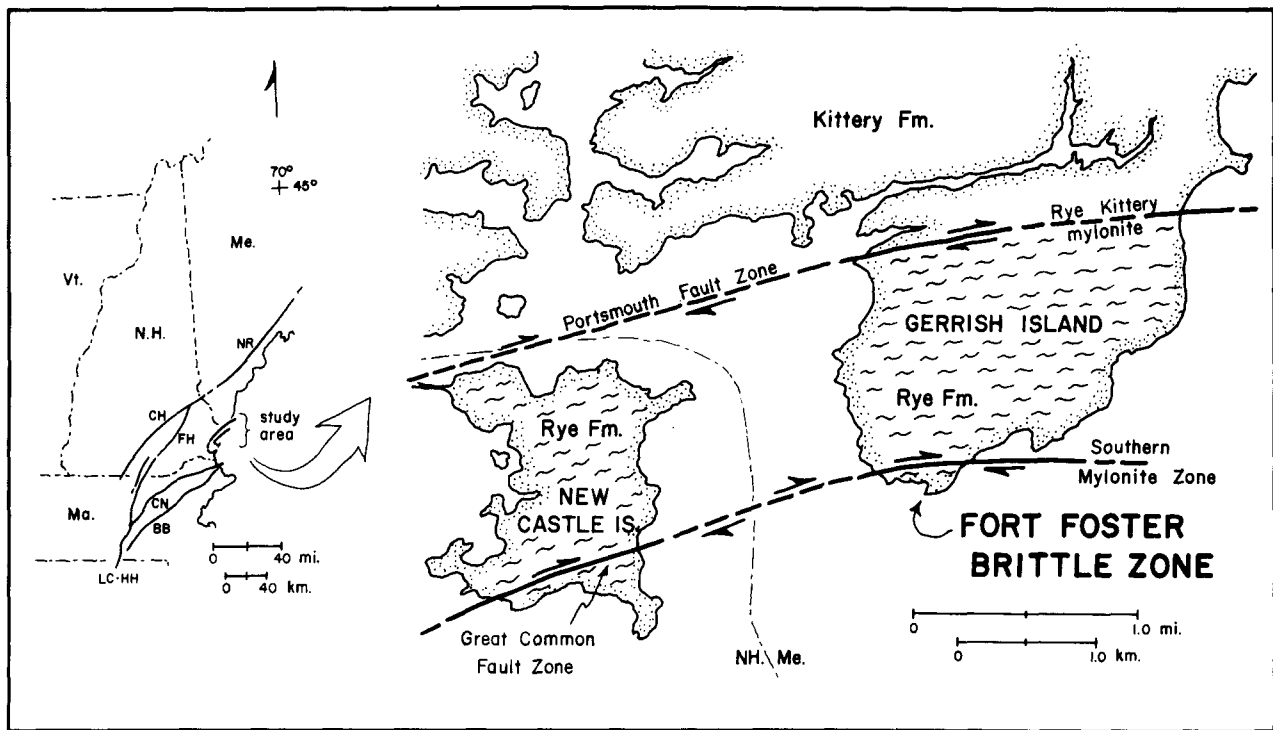 70°
45°
Me.
Vt.
N.H.
NR
CH
FH
study
area
Ma.
CN
BB
LC-HH
0 40 mi.
0 40 km.
Kittery Fm.
Rye Kittery
mylonite
Portsmouth Fault Zone
GERRISH ISLAND
Rye Fm.
Rye Fm.
NEW
CASTLE IS.
Southern
Mylonite Zone
FORT FOSTER
BRITTLE ZONE
Great Common
Fault Zone
NH. Me.
0 1.0 mi.
0 1.0 km.